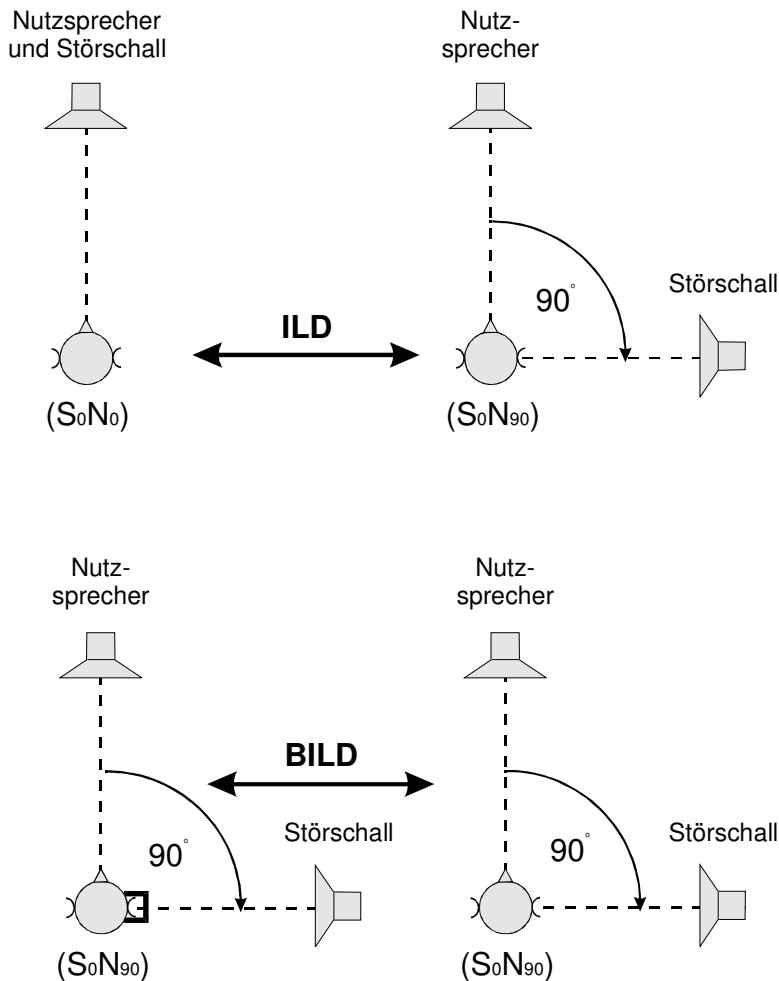 Nutzsprecher
und Störschall
Nutz-
sprecher
90°
Störschall
ILD
(S₀N₀)
(S₀N₉₀)
Nutz-
sprecher
Nutz-
sprecher
BILD
90°
Störschall
90°
Störschall
(S₀N₉₀)
(S₀N₉₀)